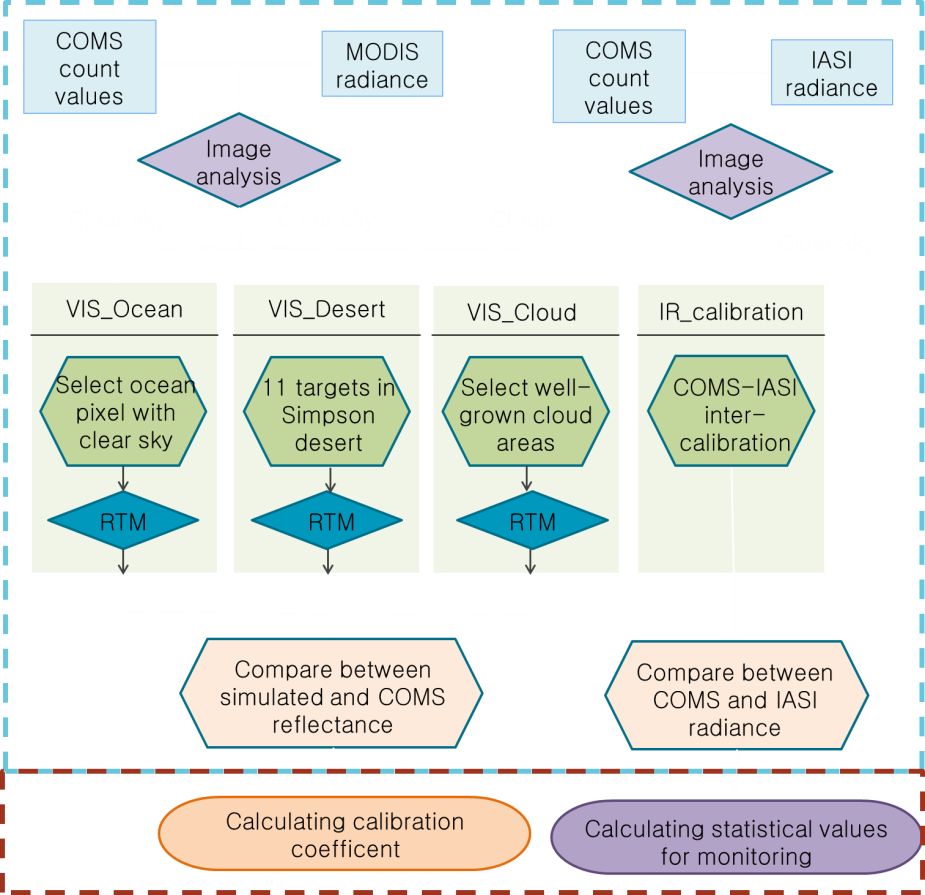 COMS
count
values
MODIS
radiance
COMS
count
values
IASI
radiance
Image
analysis
Image
analysis
VIS_Ocean
Select ocean
pixel with
clear sky
RTM
VIS_Desert
11 targets in
Simpson
desert
RTM
VIS_Cloud
Select well-
grown cloud
areas
RTM
IR_calibration
COMS-IASI
inter-
calibration
Compare between
simulated and COMS
reflectance
Compare between
COMS and IASI
radiance
Calculating calibration
coefficent
Calculating statistical values
for monitoring